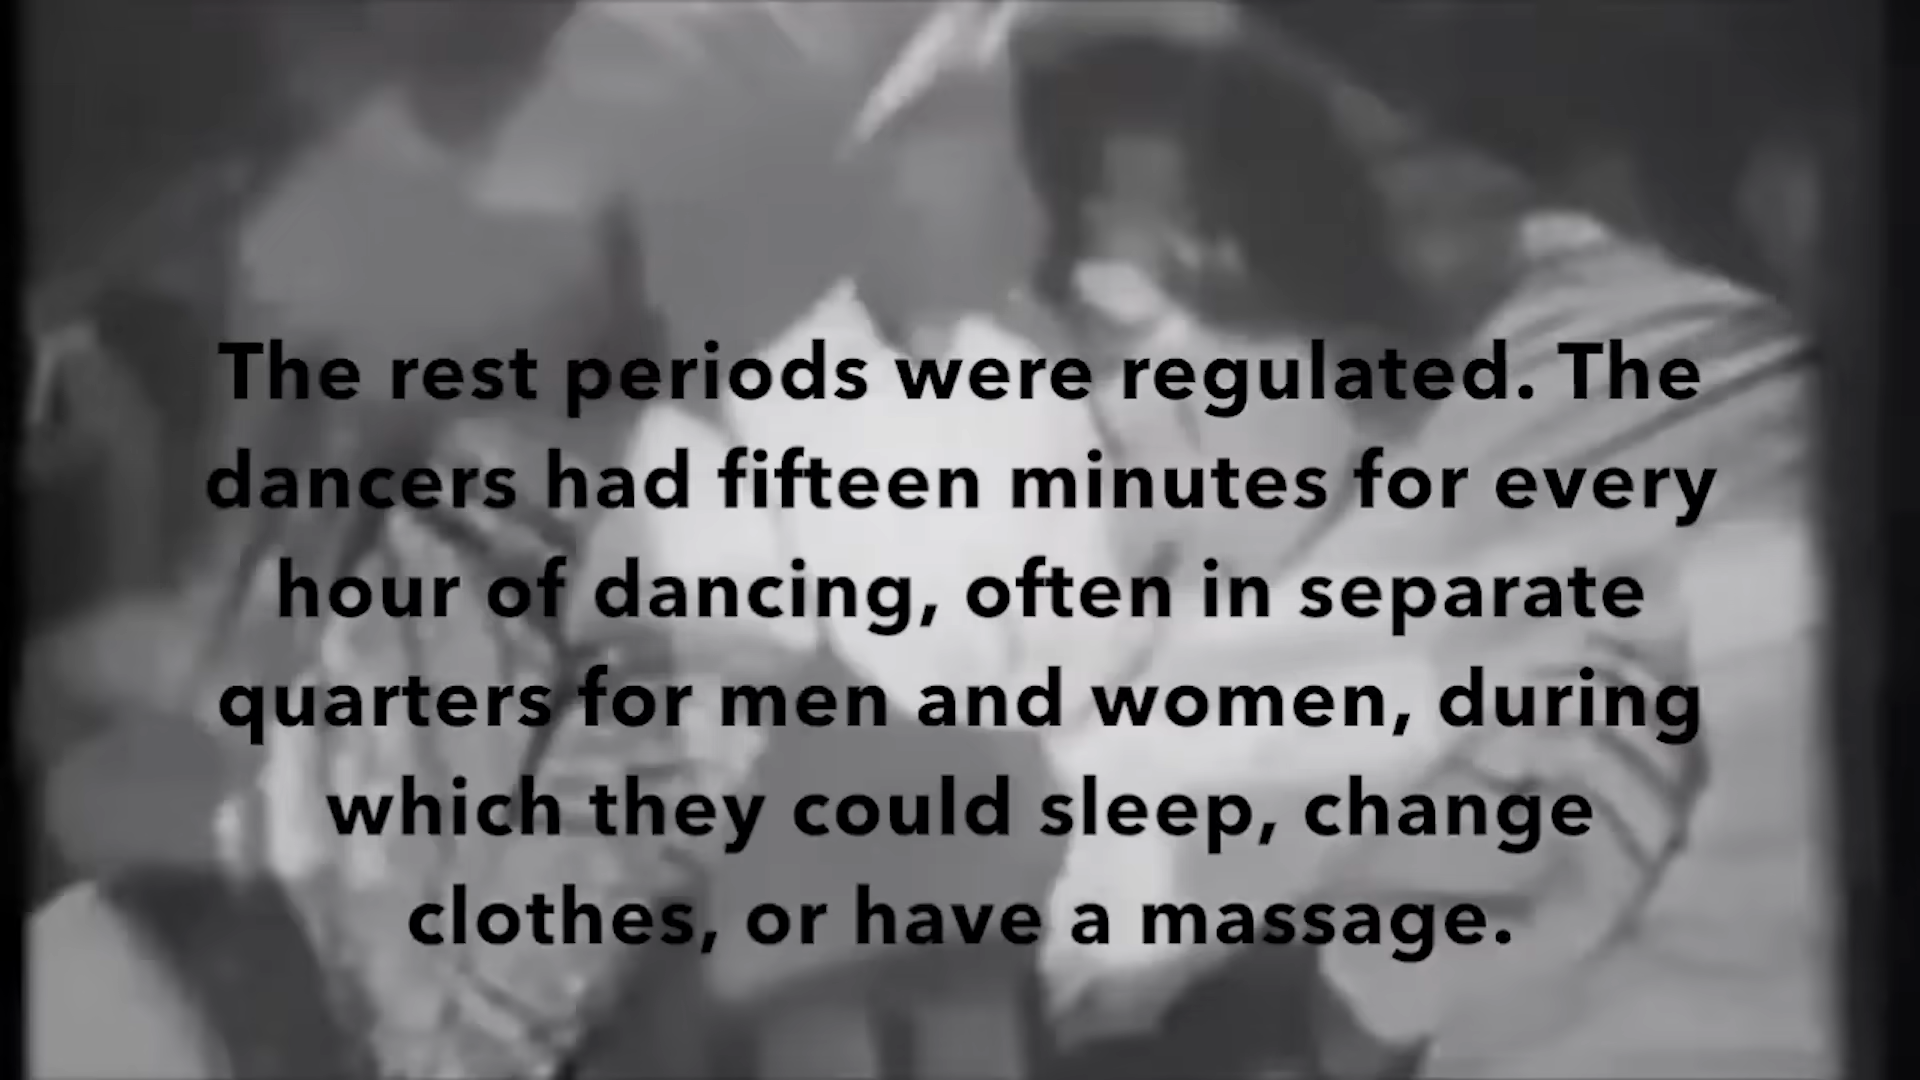 The rest periods were regulated. The
dancers had fifteen minutes for every
hour of dancing, often in separate
quarters for men and women, during
which they could sleep, change
clothes, or have a massage.